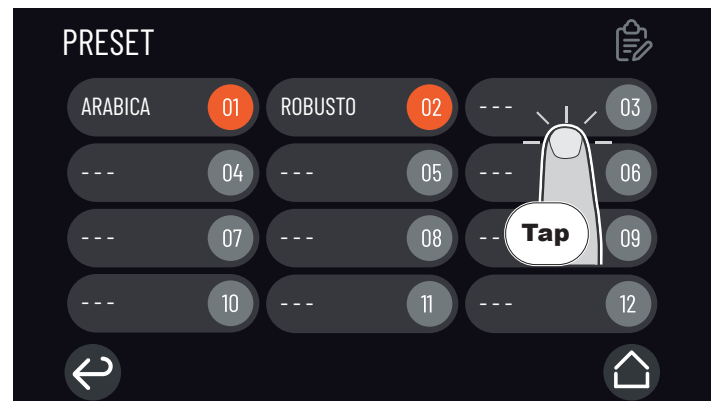 PRESET
ARABICA 01 ROBUSTO 02 --- 03
--- 04 --- 05 --- 06
--- 07 --- 08 -- 09
Tap
--- 10 --- 11 --- 12